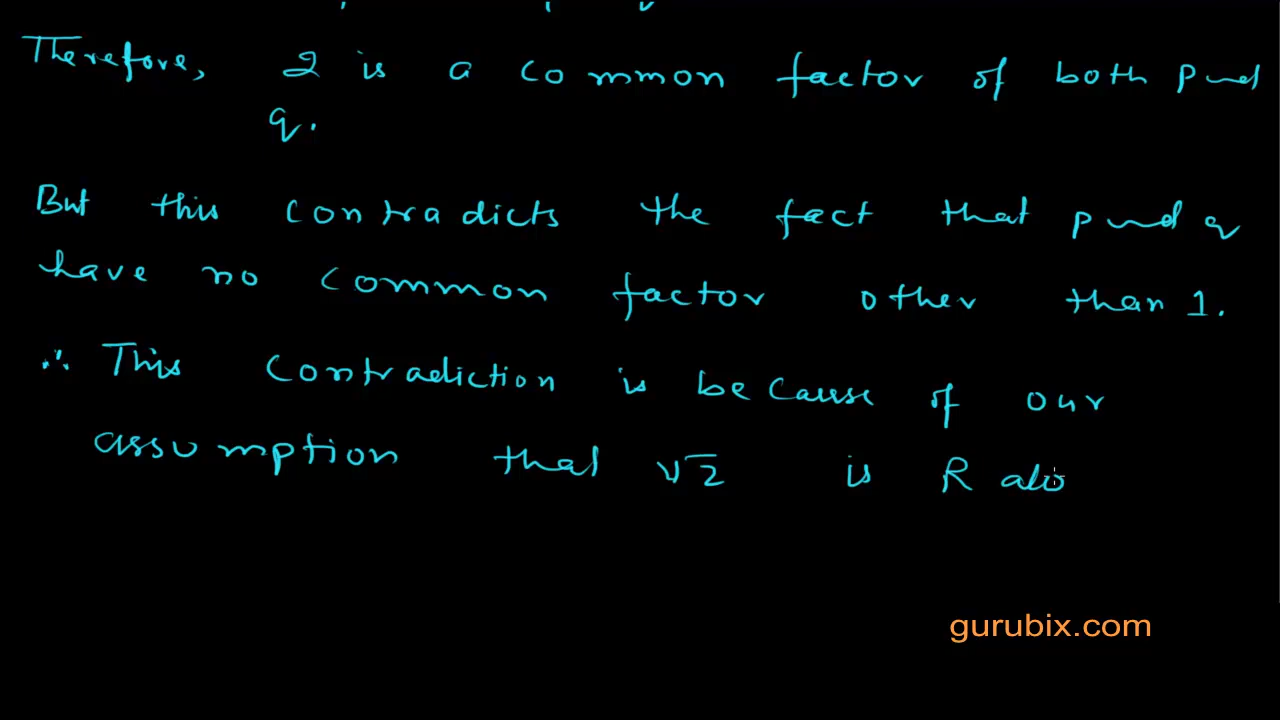 Therefore, 2 is a common factor of both p and
q.
But this contradicts the fact that p and q
have no common factor other than 1.
∴ This contradiction is because of our
assumption that √2 is Ratio
gurubix.com